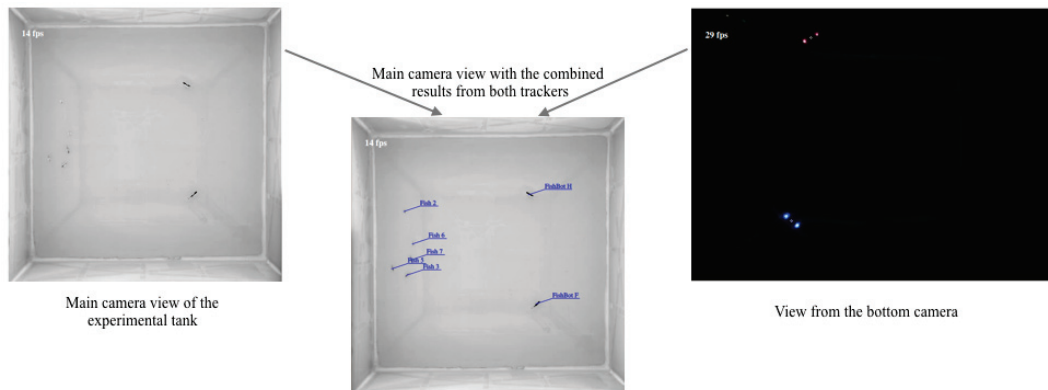 14 fps
29 fps
Main camera view with the combined
results from both trackers
14 fps
FishBot H
Fish 2
Fish 6
Fish 7
Fish 3
FishBot F
Main camera view of the
experimental tank
View from the bottom camera